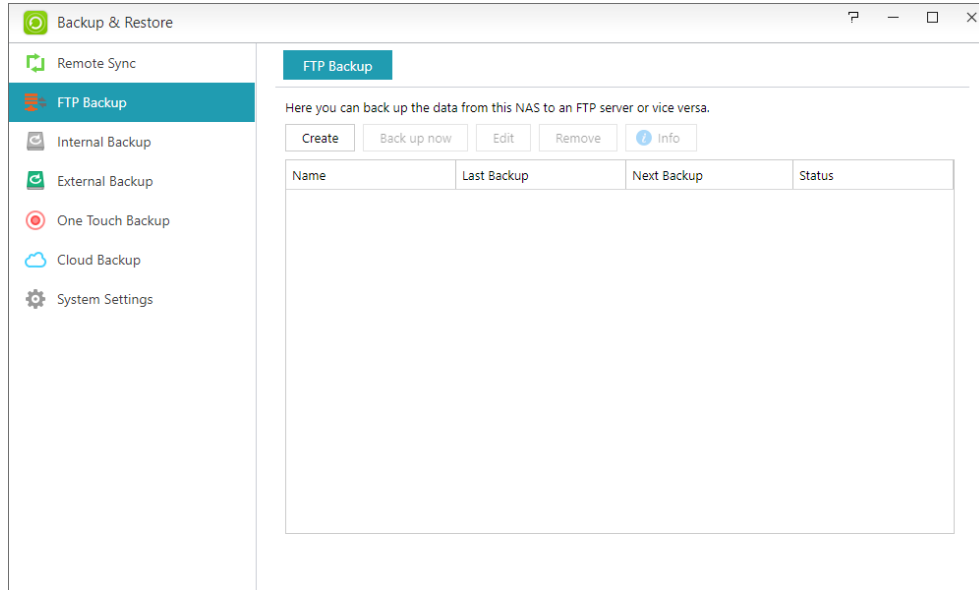 Backup & Restore
Remote Sync
FTP Backup
Internal Backup
External Backup
One Touch Backup
Cloud Backup
System Settings
FTP Backup
Here you can back up the data from this NAS to an FTP server or vice versa.
Create Back up now Edit Remove i Info
Name Last Backup Next Backup Status